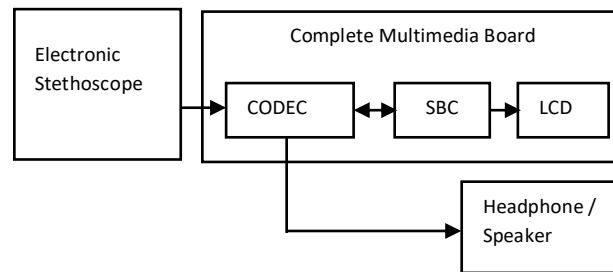 Electronic
Stethoscope
Complete Multimedia Board
CODEC
SBC
LCD
Headphone /
Speaker